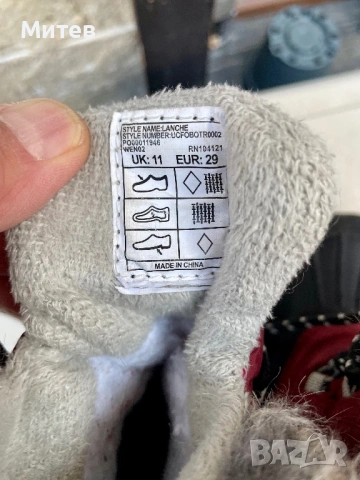 Митев
STYLE NAME:LANCHE
STYLE NUMBER:UCFOBOTR0002
PO00011946
WEN02 RN104121
UK: 11 EUR: 29
MADE IN CHINA
bazar